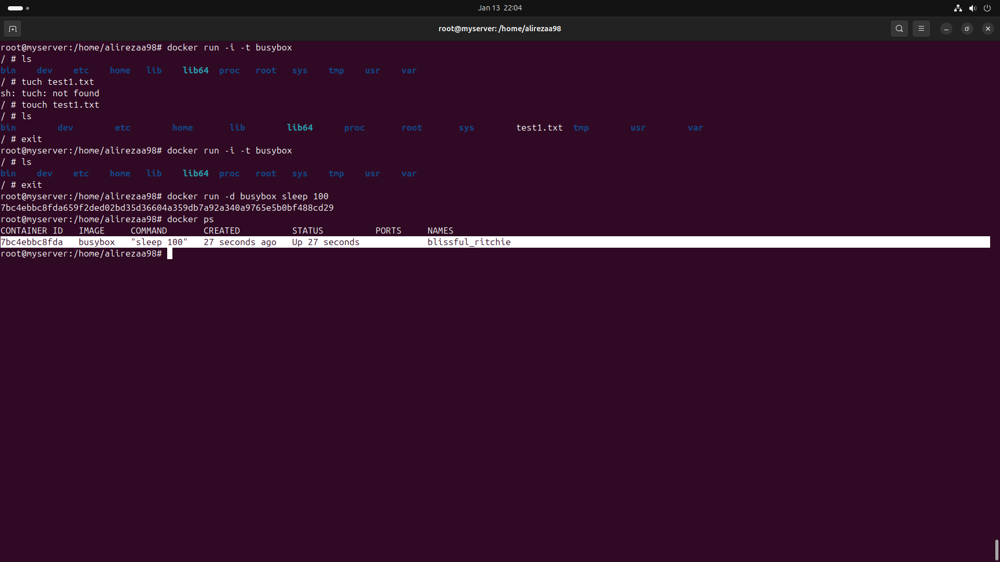 Jan 13 22:04
root@myserver: /home/alirezaa98
root@myserver:/home/alirezaa98# docker run -i -t busybox
/ # ls
bin    dev    etc    home   lib    lib64  proc   root   sys    tmp    usr    var
/ # tuch test1.txt
sh: tuch: not found
/ # touch test1.txt
/ # ls
bin        dev        etc        home       lib        lib64      proc       root       sys        test1.txt  tmp        usr        var
/ # exit
root@myserver:/home/alirezaa98# docker run -i -t busybox
/ # ls
bin    dev    etc    home   lib    lib64  proc   root   sys    tmp    usr    var
/ # exit
root@myserver:/home/alirezaa98# docker run -d busybox sleep 100
7bc4ebbc8fda659f2ded02bd35d36604a359db7a92a340a9765e5b0bf488cd29
root@myserver:/home/alirezaa98# docker ps
CONTAINER ID   IMAGE     COMMAND       CREATED          STATUS          PORTS     NAMES
7bc4ebbc8fda   busybox   "sleep 100"   27 seconds ago   Up 27 seconds             blissful_ritchie
root@myserver:/home/alirezaa98#